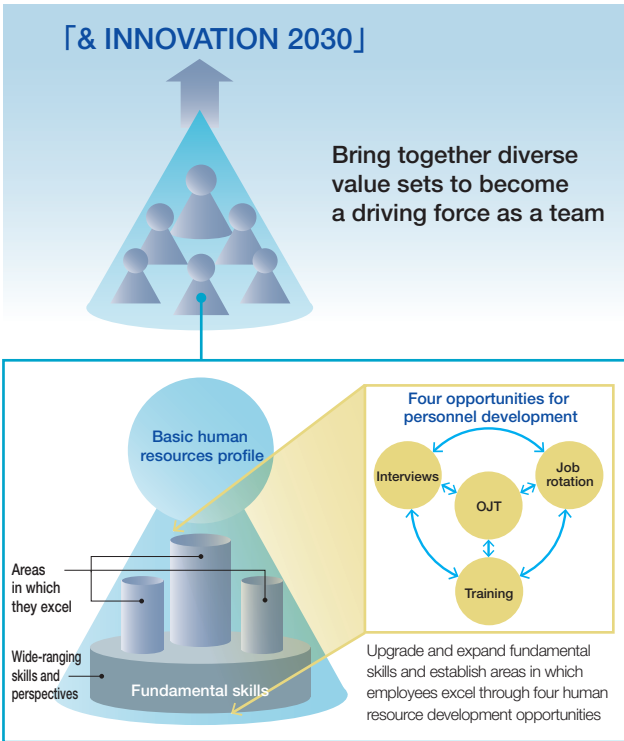 「& INNOVATION 2030」
Bring together diverse
value sets to become
a driving force as a team
Basic human
resources profile
Areas
in which
they excel
Wide-ranging
skills and
perspectives
Fundamental skills
Four opportunities for
personnel development
Interviews
Job
rotation
OJT
Training
Upgrade and expand fundamental
skills and establish areas in which
employees excel through four human
resource development opportunities